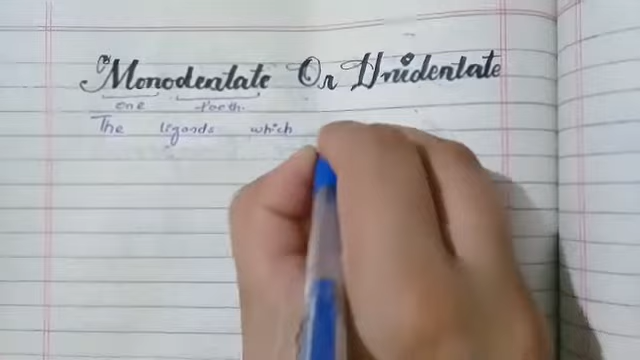 Monodentate Or Unidentate
one teeth.
The ligands which